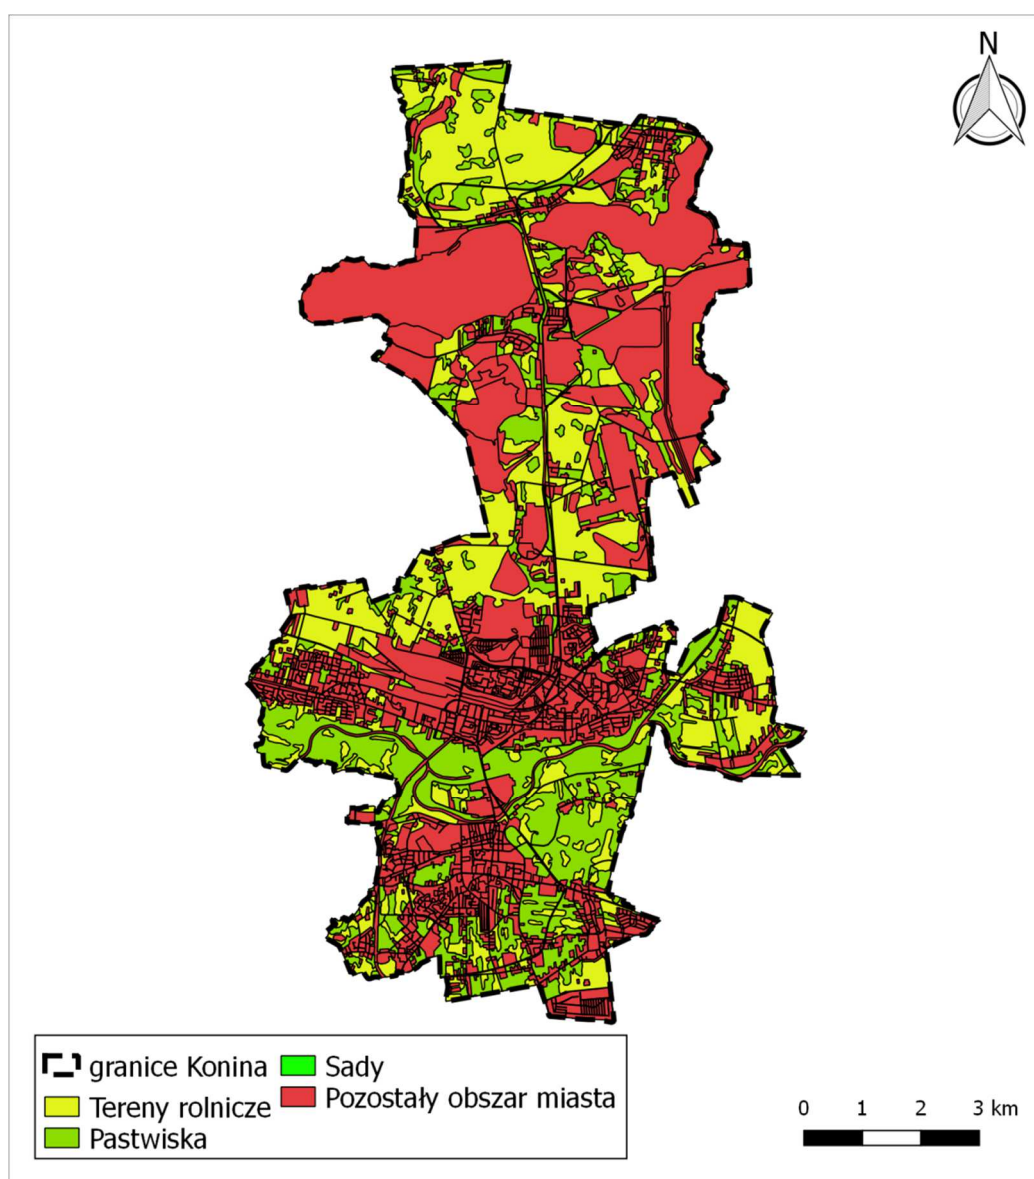 N
granice Konina
Tereny rolnicze
Pastwiska
Sady
Pozostały obszar miasta
0 1 2 3 km